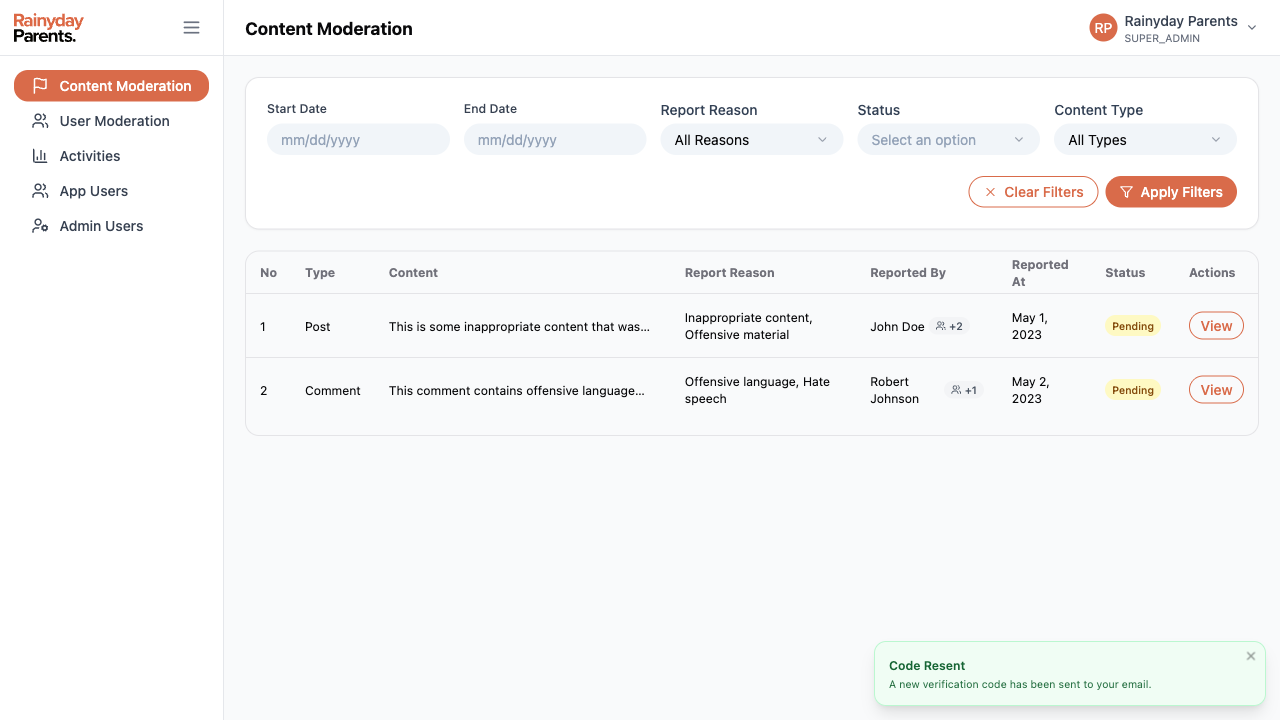 Rainyday
Parents.
Content Moderation
RP
Rainyday Parents
SUPER_ADMIN
Content Moderation
User Moderation
Activities
App Users
Admin Users
Start Date
End Date
Report Reason
Status
Content Type
mm/dd/yyyy
mm/dd/yyyy
All Reasons
Select an option
All Types
Clear Filters
Apply Filters
No
Type
Content
Report Reason
Reported By
Reported
At
Status
Actions
1
Post
This is some inappropriate content that was...
Inappropriate content,
Offensive material
John Doe
+2
May 1,
2023
Pending
View
2
Comment
This comment contains offensive language...
Offensive language, Hate
speech
Robert
Johnson
+1
May 2,
2023
Pending
View
Code Resent
A new verification code has been sent to your email.